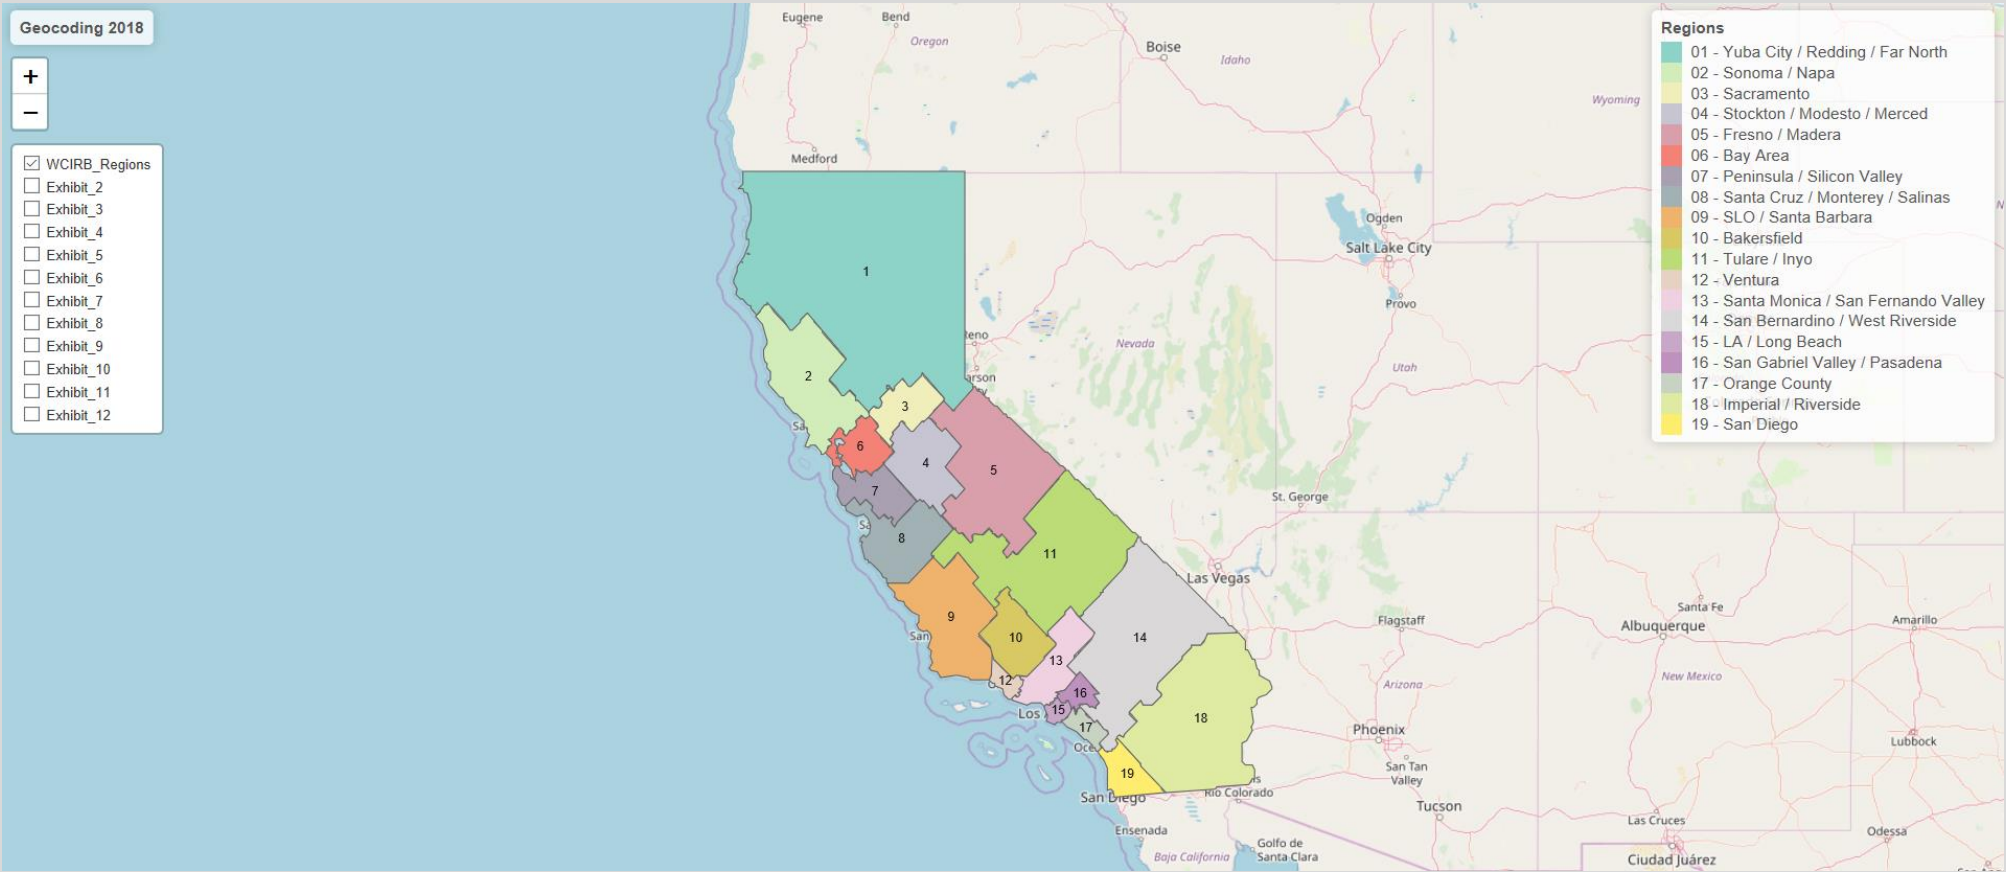 Geocoding 2018
+
−
WCIRB_Regions
Exhibit_2
Exhibit_3
Exhibit_4
Exhibit_5
Exhibit_6
Exhibit_7
Exhibit_8
Exhibit_9
Exhibit_10
Exhibit_11
Exhibit_12
Eugene
Bend
Oregon
Boise
Idaho
Wyoming
Medford
Ogden
Salt Lake City
Provo
Nevada
Utah
St. George
Las Vegas
Flagstaff
Santa Fe
Albuquerque
Amarillo
New Mexico
Arizona
Phoenix
San Tan
Valley
Lubbock
Tucson
Las Cruces
Odessa
Ciudad Juárez
Rio Colorado
San Diego
Ensenada
Baja California
Golfo de
Santa Clara
Los
San
1
2
3
4
5
6
7
8
9
10
11
12
13
14
15
16
17
18
19
Regions
01 - Yuba City / Redding / Far North
02 - Sonoma / Napa
03 - Sacramento
04 - Stockton / Modesto / Merced
05 - Fresno / Madera
06 - Bay Area
07 - Peninsula / Silicon Valley
08 - Santa Cruz / Monterey / Salinas
09 - SLO / Santa Barbara
10 - Bakersfield
11 - Tulare / Inyo
12 - Ventura
13 - Santa Monica / San Fernando Valley
14 - San Bernardino / West Riverside
15 - LA / Long Beach
16 - San Gabriel Valley / Pasadena
17 - Orange County
18 - Imperial / Riverside
19 - San Diego